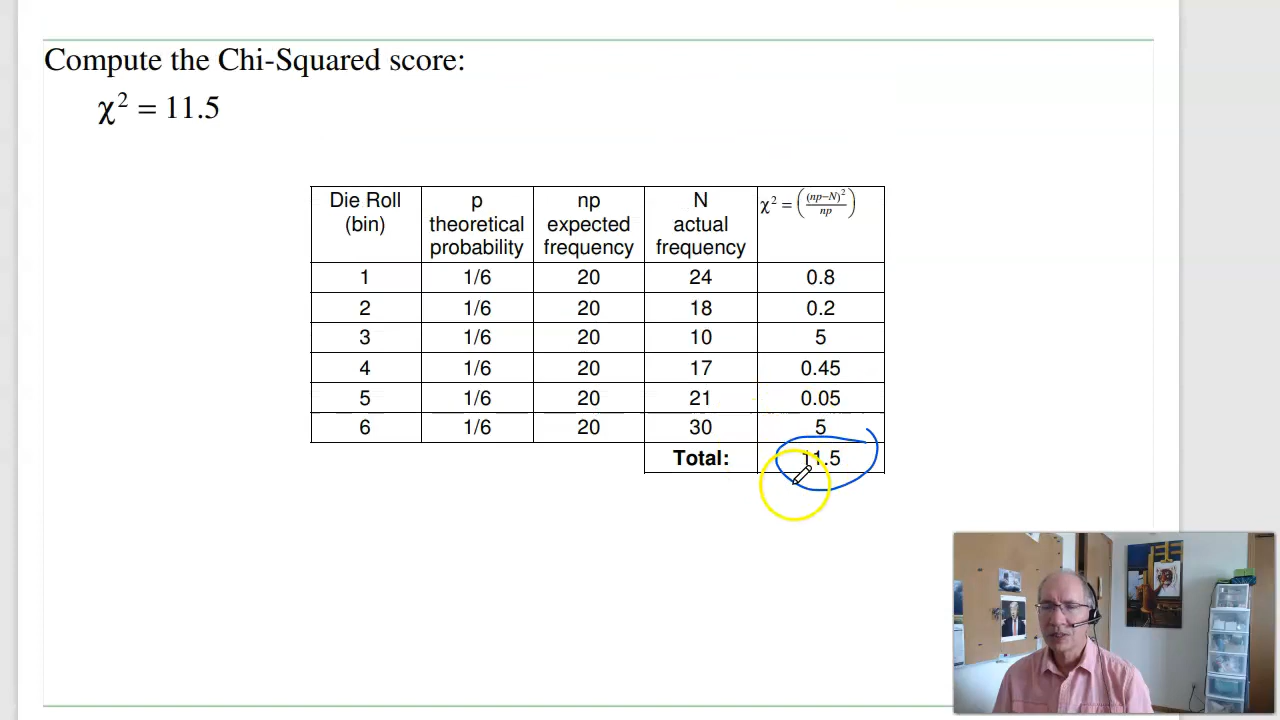 Compute the Chi-Squared score:
χ² = 11.5
Die Roll (bin) | p theoretical probability | np expected frequency | N actual frequency | χ² = ((np−N)²/np)
1 | 1/6 | 20 | 24 | 0.8
2 | 1/6 | 20 | 18 | 0.2
3 | 1/6 | 20 | 10 | 5
4 | 1/6 | 20 | 17 | 0.45
5 | 1/6 | 20 | 21 | 0.05
6 | 1/6 | 20 | 30 | 5
Total: | 11.5